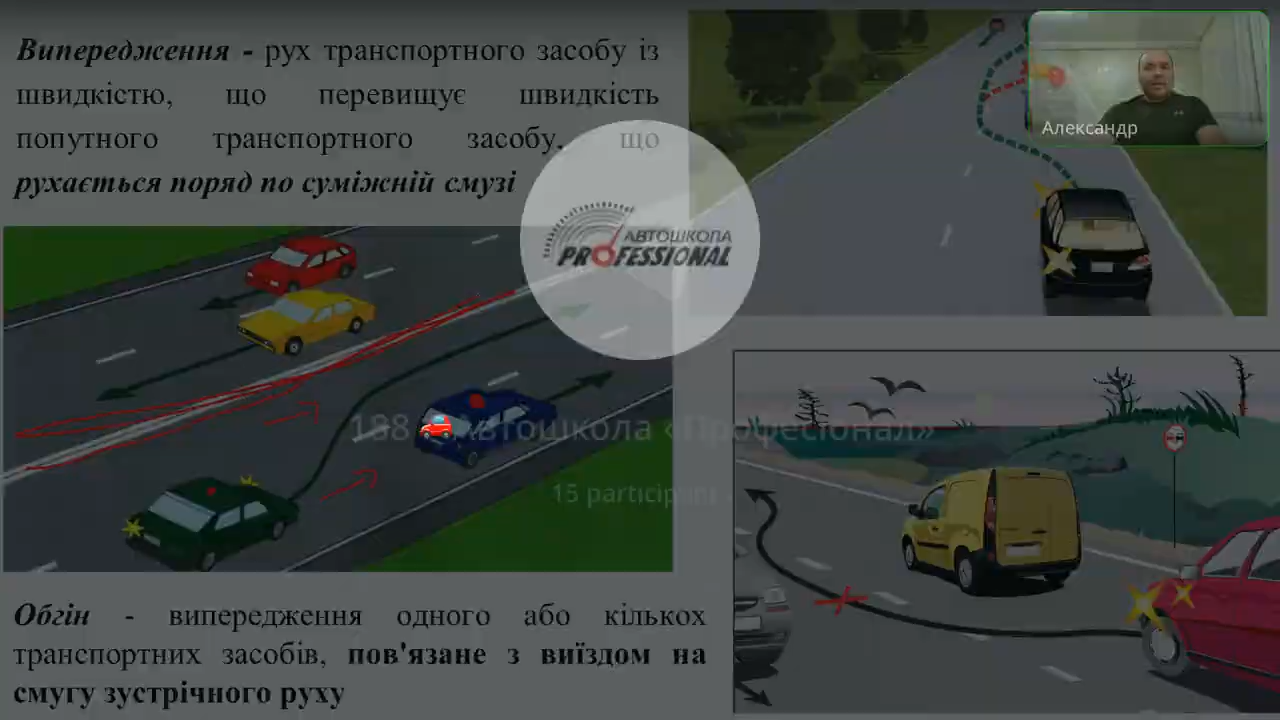 Випередження - рух транспортного засобу із
швидкістю, що перевищує швидкість
попутного транспортного засобу, що
рухається поряд по суміжній смузі
Александр
АВТОШКОЛА
PROFESSIONAL
188 Автошкола «Професіонал»
15 participants
Обгін - випередження одного або кількох
транспортних засобів, пов'язане з виїздом на
смугу зустрічного руху